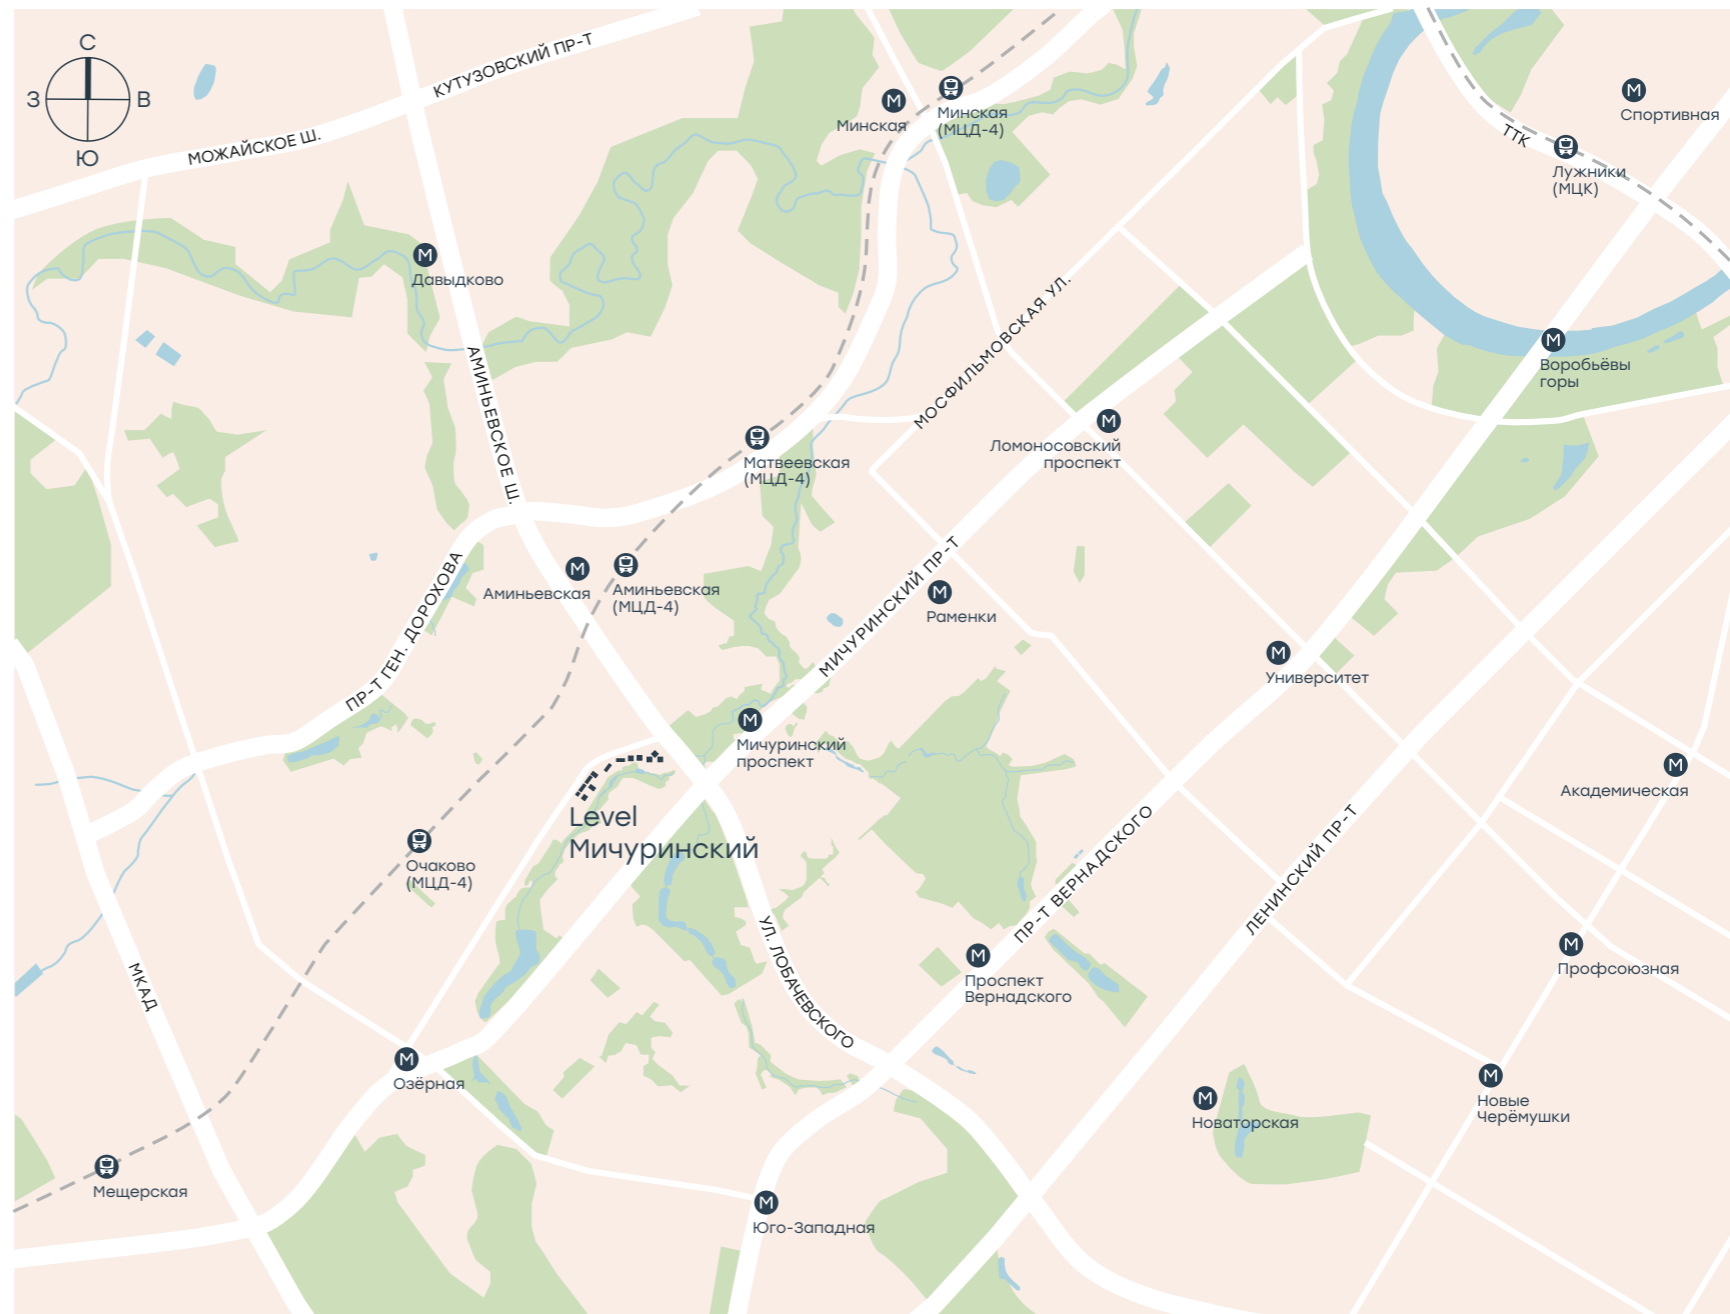 С
З
В
Ю
КУТУЗОВСКИЙ ПР-Т
МОЖАЙСКОЕ Ш.
М
Минская
Минская
(МЦД-4)
М
Спортивная
ТТК
Лужники
(МЦК)
М
Давыдково
МОСФИЛЬМОВСКАЯ УЛ.
М
Воробьёвы
горы
АМИНЬЕВСКОЕ Ш.
Матвеевская
(МЦД-4)
М
Ломоносовский
проспект
М
Аминьевская
Аминьевская
(МЦД-4)
ПР-Т ГЕН. ДОРОХОВА
МИЧУРИНСКИЙ ПР-Т
М
Раменки
М
Университет
М
Мичуринский
проспект
М
Академическая
Level
Мичуринский
Очаково
(МЦД-4)
ПР-Т ВЕРНАДСКОГО
ЛЕНИНСКИЙ ПР-Т
МКАД
УЛ. ЛОБАЧЕВСКОГО
М
Проспект
Вернадского
М
Профсоюзная
М
Озёрная
М
Новаторская
М
Новые
Черёмушки
Мещерская
М
Юго-Западная